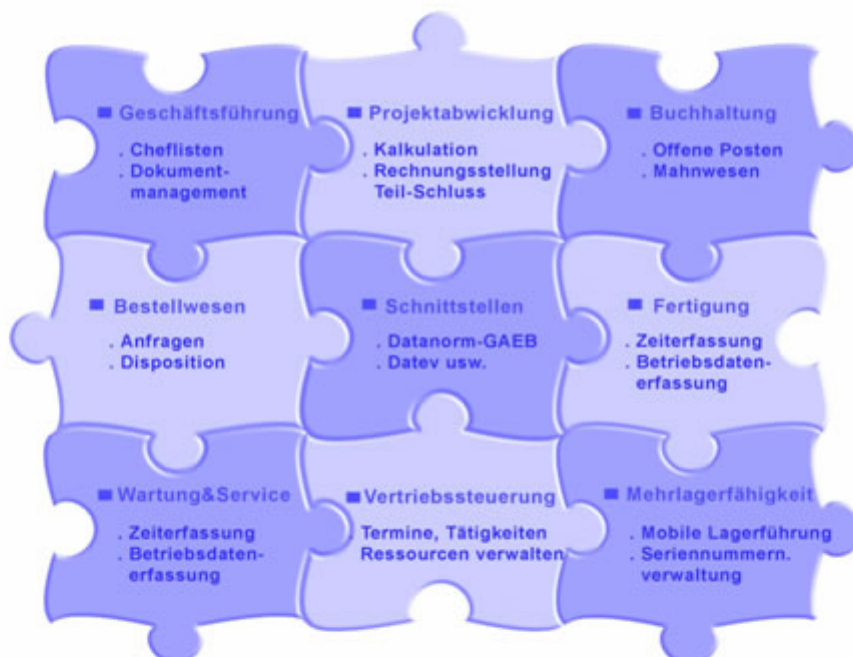 ■ Geschäftsführung
. Cheflisten
. Dokument-
management
■ Projektabwicklung
. Kalkulation
. Rechnungsstellung
Teil-Schluss
■ Buchhaltung
. Offene Posten
. Mahnwesen
■ Bestellwesen
. Anfragen
. Disposition
■ Schnittstellen
. Datanorm-GAEB
. Datev usw.
■ Fertigung
. Zeiterfassung
. Betriebsdaten-
erfassung
■ Wartung&Service
. Zeiterfassung
. Betriebsdaten-
erfassung
■ Vertriebssteuerung
Termine, Tätigkeiten
Ressourcen verwalten
■ Mehrlagerfähigkeit
. Mobile Lagerführung
. Seriennummern.
verwaltung